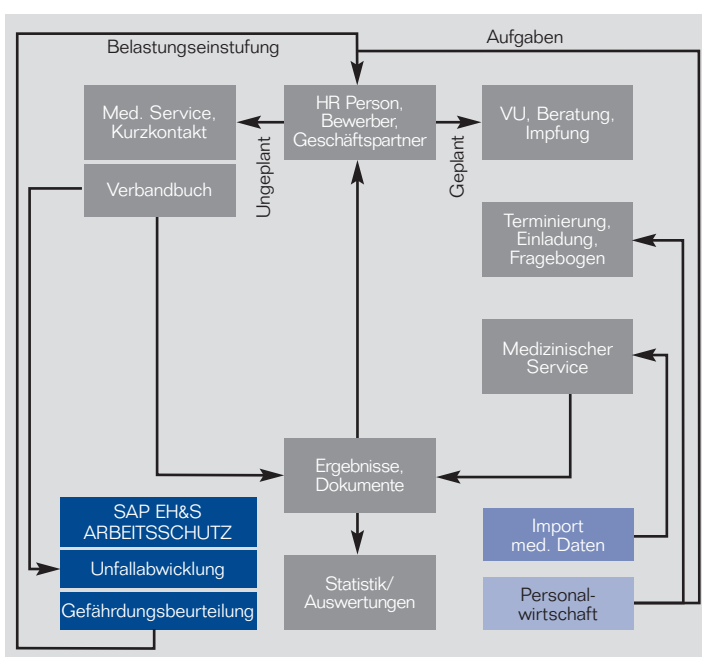 Belastungseinstufung
Aufgaben
Med. Service,
Kurzkontakt
HR Person,
Bewerber,
Geschäftspartner
VU, Beratung,
Impfung
Ungeplant
Geplant
Verbandbuch
Terminierung,
Einladung,
Fragebogen
Medizinischer
Service
Ergebnisse,
Dokumente
SAP EH&S
ARBEITSSCHUTZ
Import
med. Daten
Unfallabwicklung
Statistik/
Auswertungen
Personal-
wirtschaft
Gefährdungsbeurteilung